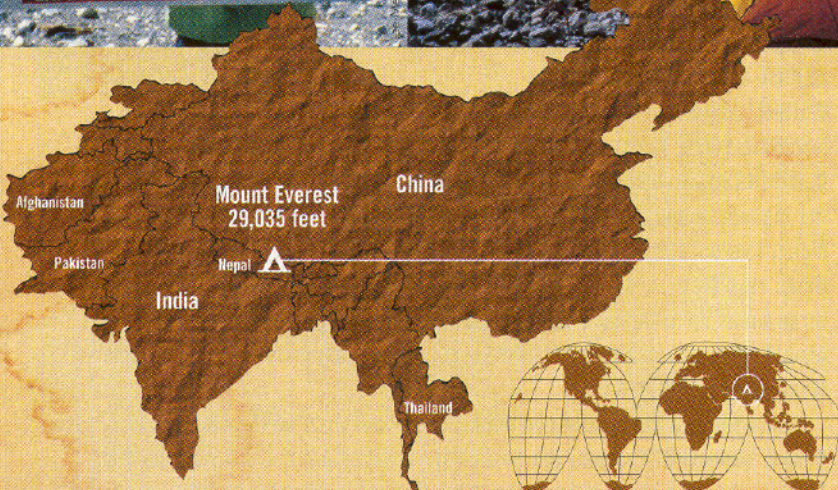 China
Mount Everest
29,035 feet
Afghanistan
Pakistan
Nepal
India
Thailand